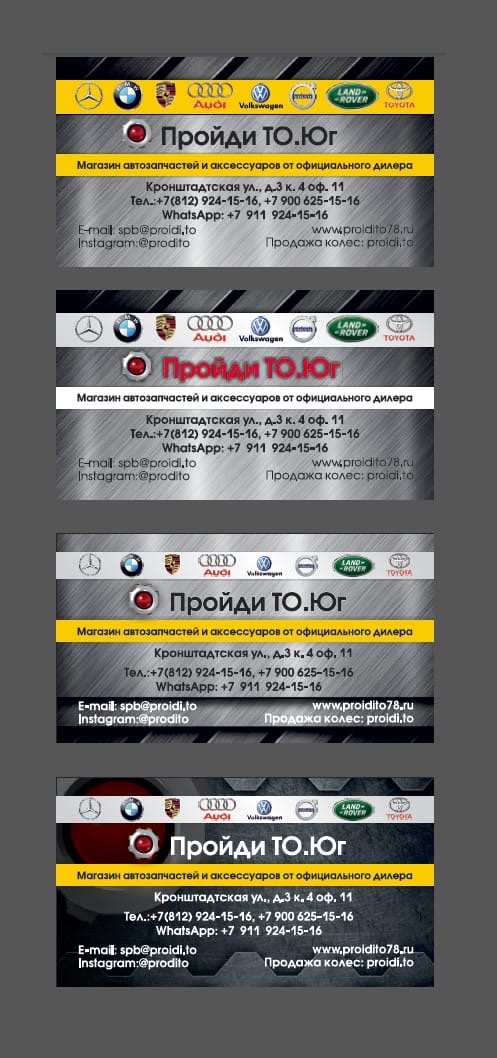 BMW Audi Volkswagen VOLVO LAND-ROVER TOYOTA
Пройди ТО.Юг
Магазин автозапчастей и аксессуаров от официального дилера
Кронштадтская ул., д.3 к. 4 оф. 11
Тел.:+7(812) 924-15-16, +7 900 625-15-16
WhatsApp: +7 911 924-15-16
E-mail: spb@proidi.to www.proidito78.ru
Instagram:@prodito Продажа колес: proidi.to
Audi Volkswagen LAND-ROVER TOYOTA
Пройди ТО.Юг
Магазин автозапчастей и аксессуаров от официального дилера
Кронштадтская ул., д.3 к. 4 оф. 11
Тел.:+7(812) 924-15-16, +7 900 625-15-16
WhatsApp: +7 911 924-15-16
E-mail: spb@proidi.to www.proidito78.ru
Instagram:@prodito Продажа колес: proidi.to
Audi Volkswagen LAND-ROVER TOYOTA
Пройди ТО.Юг
Магазин автозапчастей и аксессуаров от официального дилера
Кронштадтская ул., д.3 к. 4 оф. 11
Тел.:+7(812) 924-15-16, +7 900 625-15-16
WhatsApp: +7 911 924-15-16
E-mail: spb@proidi.to www.proidito78.ru
Instagram:@prodito Продажа колес: proidi.to
Audi Volkswagen LAND-ROVER TOYOTA
Пройди ТО.Юг
Магазин автозапчастей и аксессуаров от официального дилера
Кронштадтская ул., д.3 к. 4 оф. 11
Тел.:+7(812) 924-15-16, +7 900 625-15-16
WhatsApp: +7 911 924-15-16
E-mail: spb@proidi.to www.proidito78.ru
Instagram:@prodito Продажа колес: proidi.to